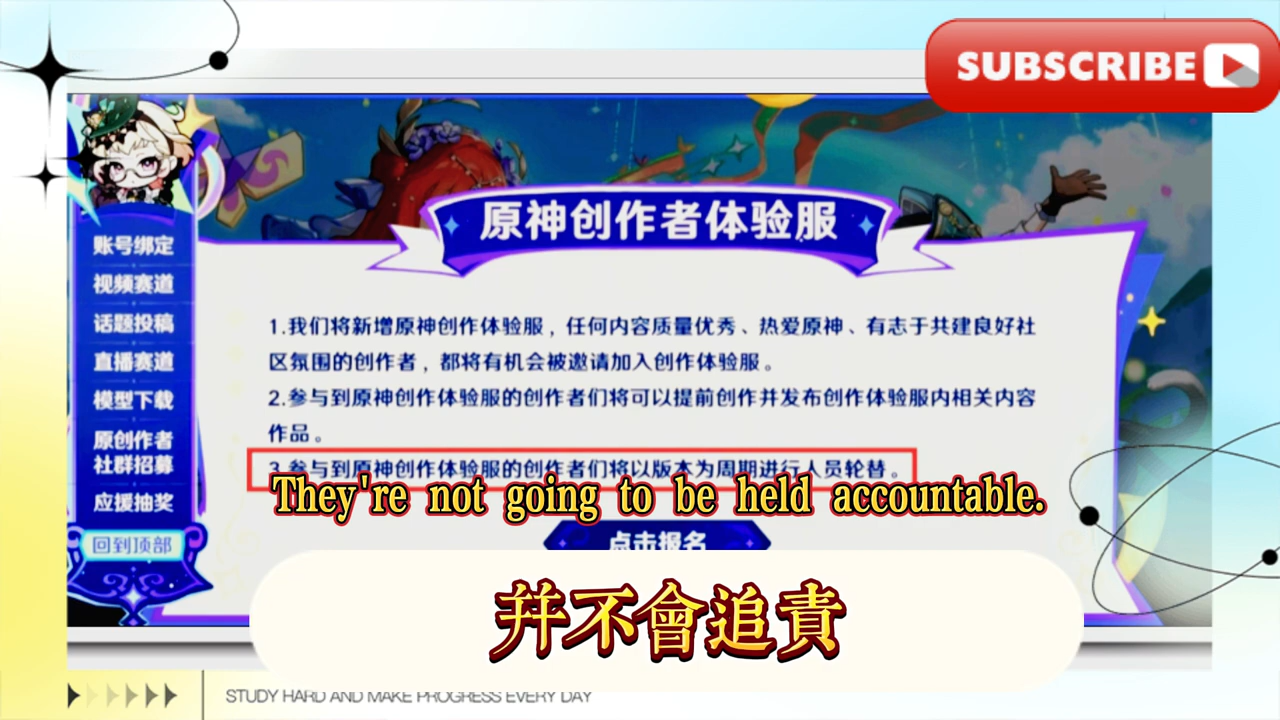 SUBSCRIBE
原神创作者体验服
账号绑定
视频赛道
话题投稿
直播赛道
模型下载
原创作者
社群招募
应援抽奖
回到顶部
1.我们将新增原神创作体验服，任何内容质量优秀、热爱原神、有志于共建良好社
区氛围的创作者，都将有机会被邀请加入创作体验服。
2.参与到原神创作体验服的创作者们将可以提前创作并发布创作体验服内相关内容
作品。
3.参与到原神创作体验服的创作者们将以版本为周期进行人员轮替。
They're not going to be held accountable.
点击报名
并不會追責
STUDY HARD AND MAKE PROGRESS EVERY DAY